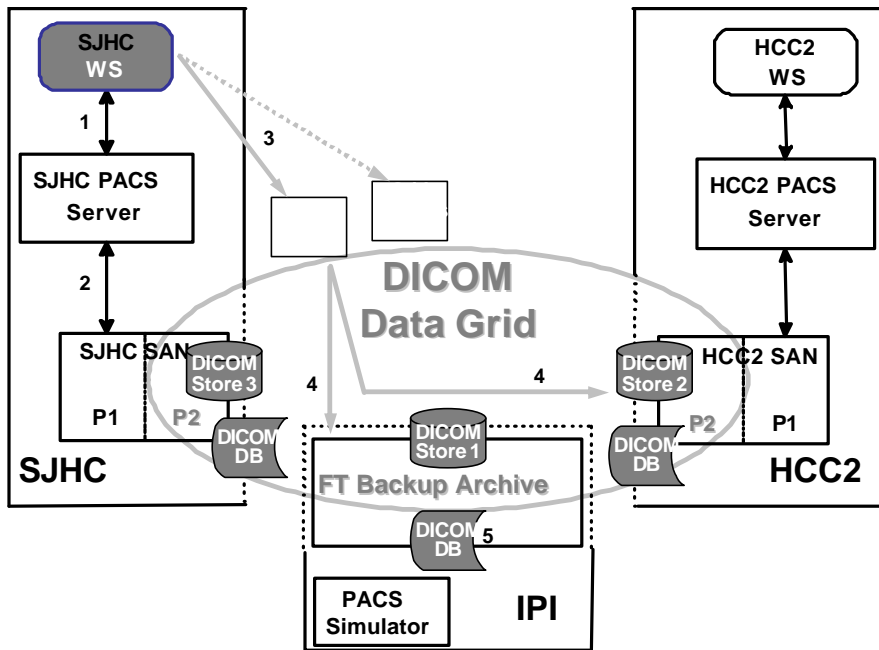 SJHC
WS
HCC2
WS
1
3
SJHC PACS
Server
HCC2 PACS
Server
2
DICOM
Data Grid
SJHC SAN
DICOM
Store 3
4
4
DICOM
Store 2
HCC2 SAN
P1
P2
DICOM
DB
DICOM
Store 1
P2
P1
DICOM
DB
SJHC
FT Backup Archive
HCC2
DICOM
DB
5
PACS
Simulator
IPI